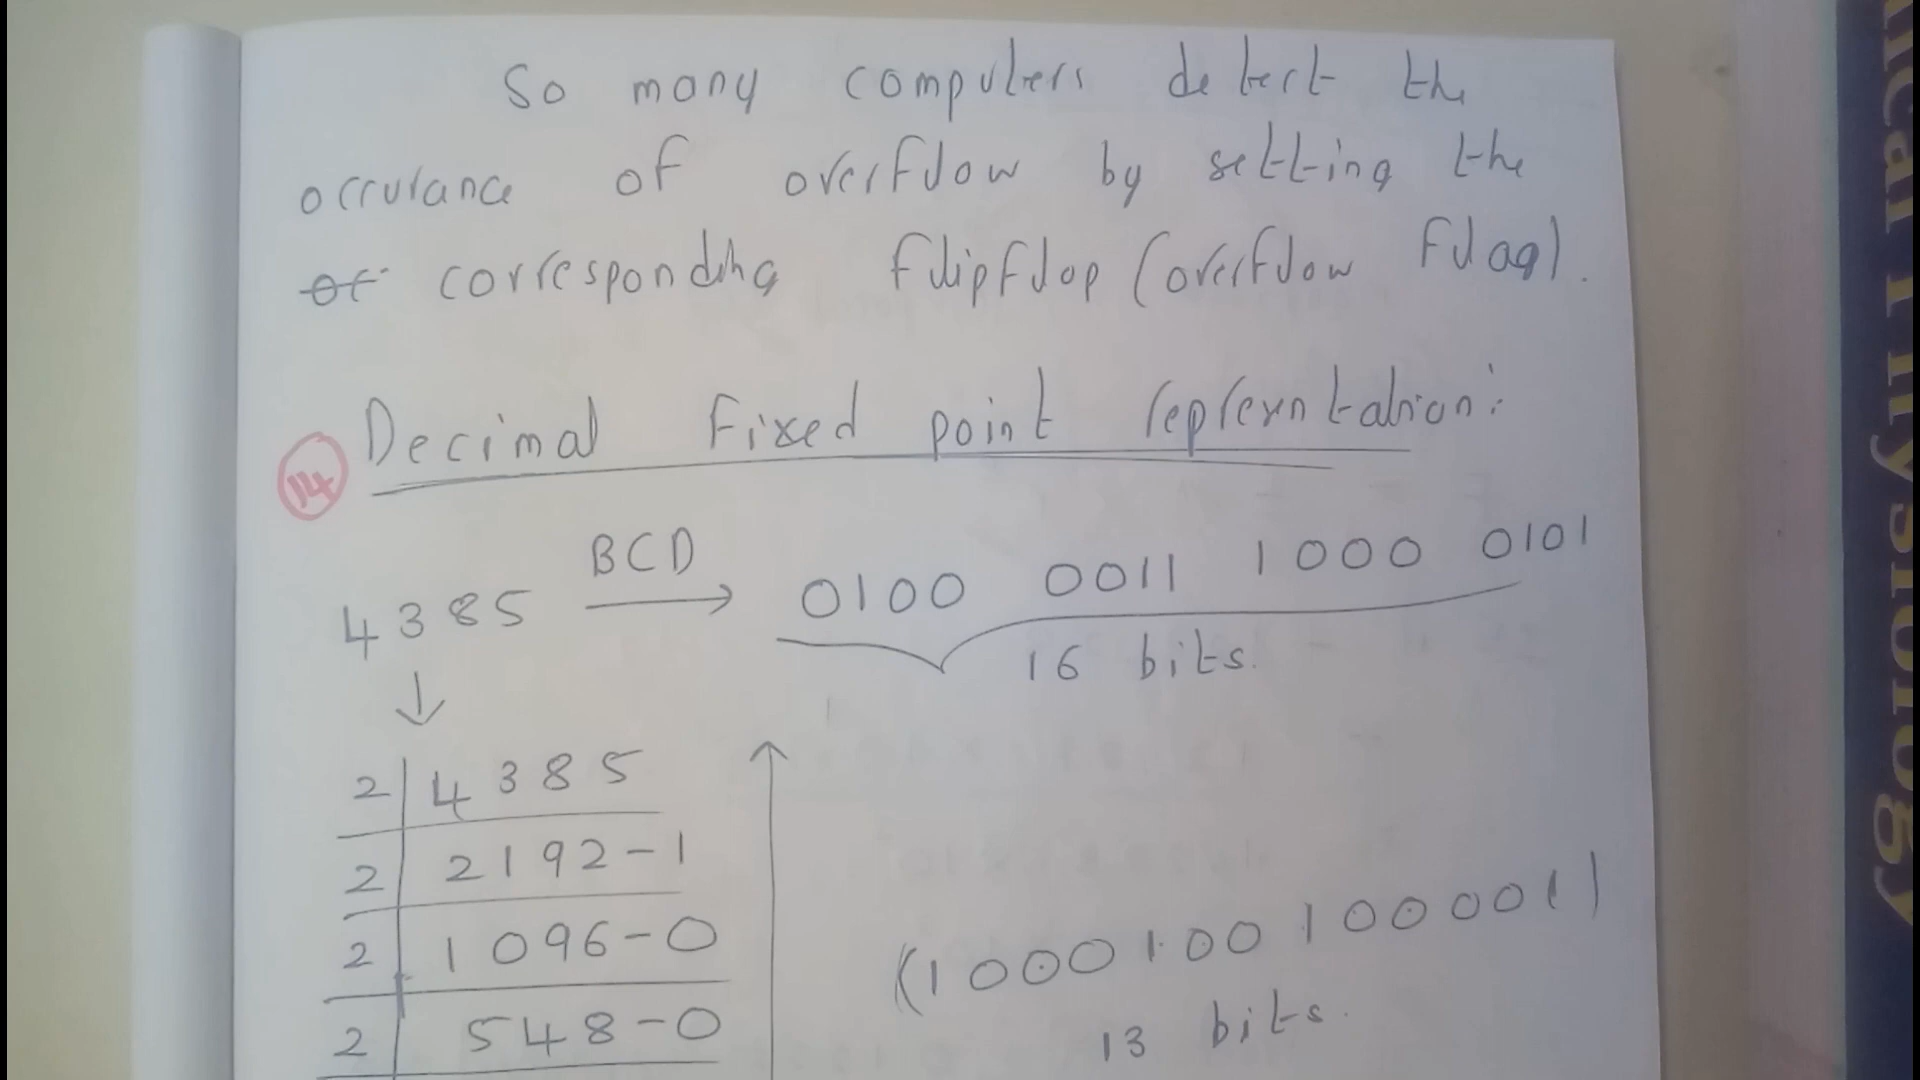 So many computers detect the
occurance of overflow by setting the
of corresponding flipflop (overflow Flag).
14 Decimal Fixed point representation:
4385 BCD → 0100 0011 1000 0101
16 bits.
↓
2 | 4385
2 | 2192 - 1
2 | 1096 - 0
2 | 548 - 0
(1000100100001)
13 bits.
Physiology